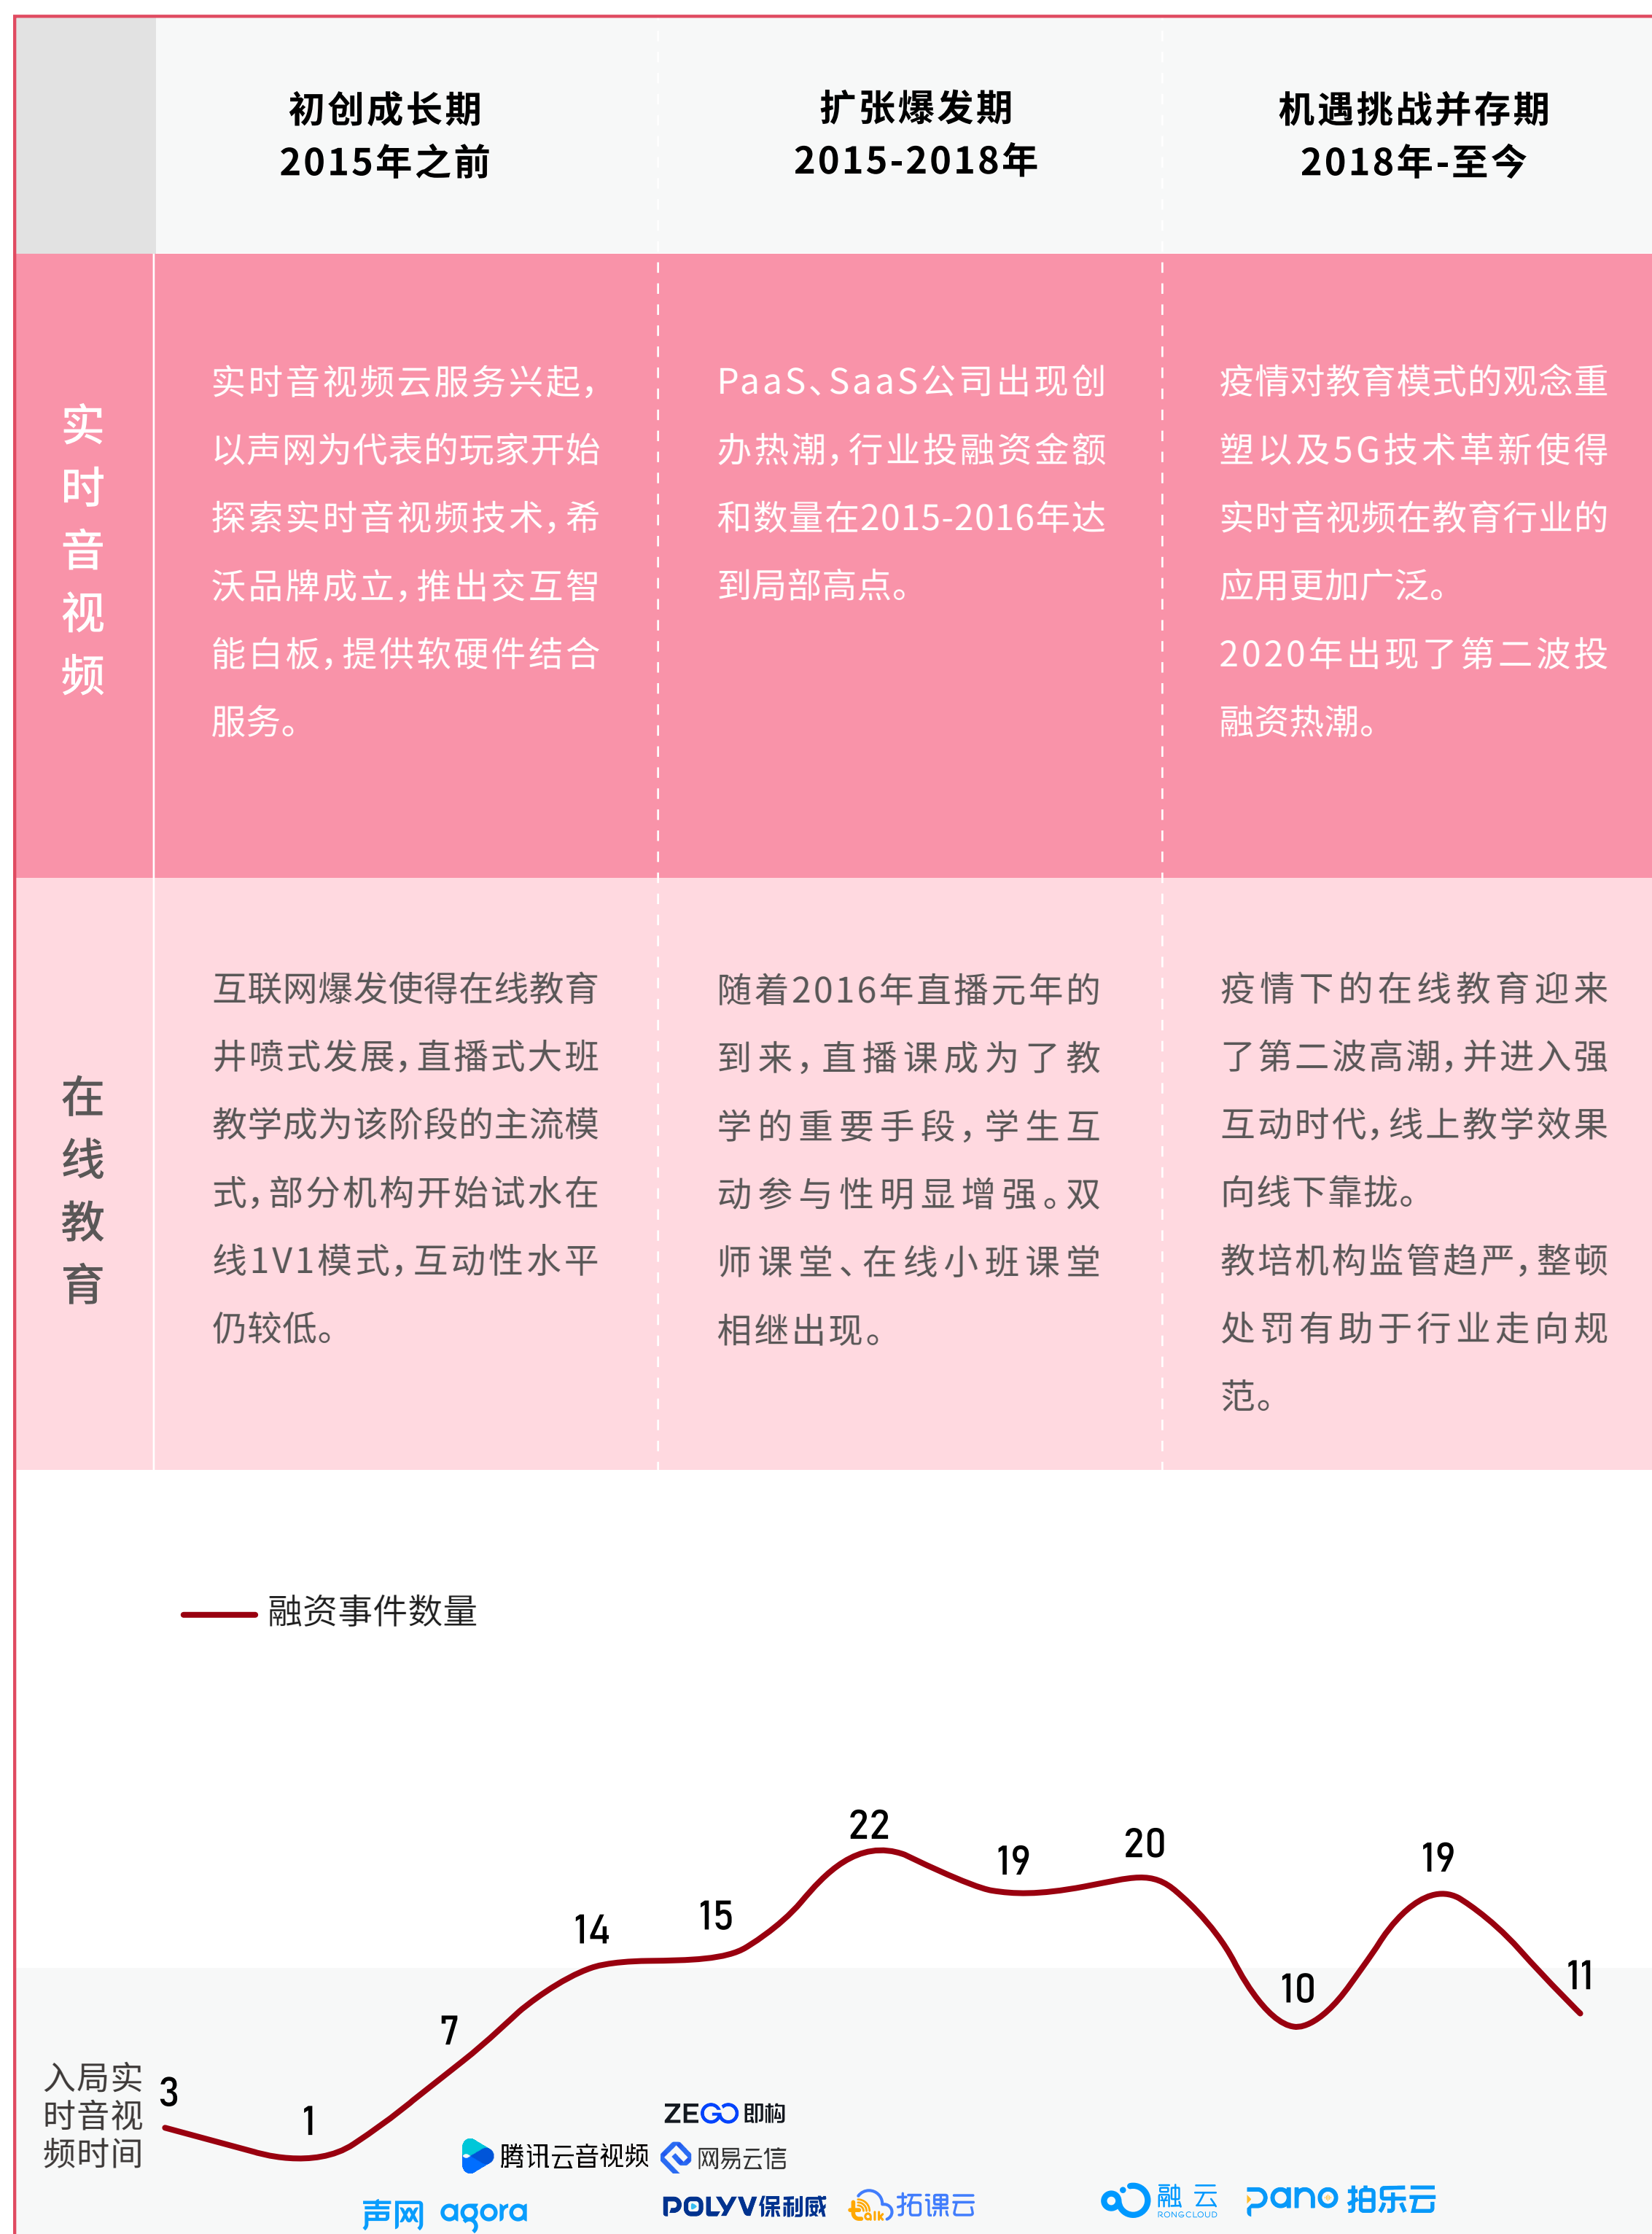 初创成长期
2015年之前
扩张爆发期
2015-2018年
机遇挑战并存期
2018年-至今
实时音视频
实时音视频云服务兴起，
以声网为代表的玩家开始
探索实时音视频技术，希
沃品牌成立，推出交互智
能白板，提供软硬件结合
服务。
PaaS、SaaS公司出现创
办热潮，行业投融资金额
和数量在2015-2016年达
到局部高点。
疫情对教育模式的观念重
塑以及5G技术革新使得
实时音视频在教育行业的
应用更加广泛。
2020年出现了第二波投
融资热潮。
在线教育
互联网爆发使得在线教育
井喷式发展，直播式大班
教学成为该阶段的主流模
式，部分机构开始试水在
线1V1模式，互动性水平
仍较低。
随着2016年直播元年的
到来，直播课成为了教
学的重要手段，学生互
动参与性明显增强。双
师课堂、在线小班课堂
相继出现。
疫情下的在线教育迎来
了第二波高潮，并进入强
互动时代，线上教学效果
向线下靠拢。
教培机构监管趋严，整顿
处罚有助于行业走向规
范。
融资事件数量
3
1
7
14
15
22
19
20
10
19
11
入局实
时音视
频时间
ZEGO 即构
腾讯云音视频
网易云信
声网 agora
POLYV保利威
talk 拓课云
融云
RONGCLOUD
pano 拍乐云